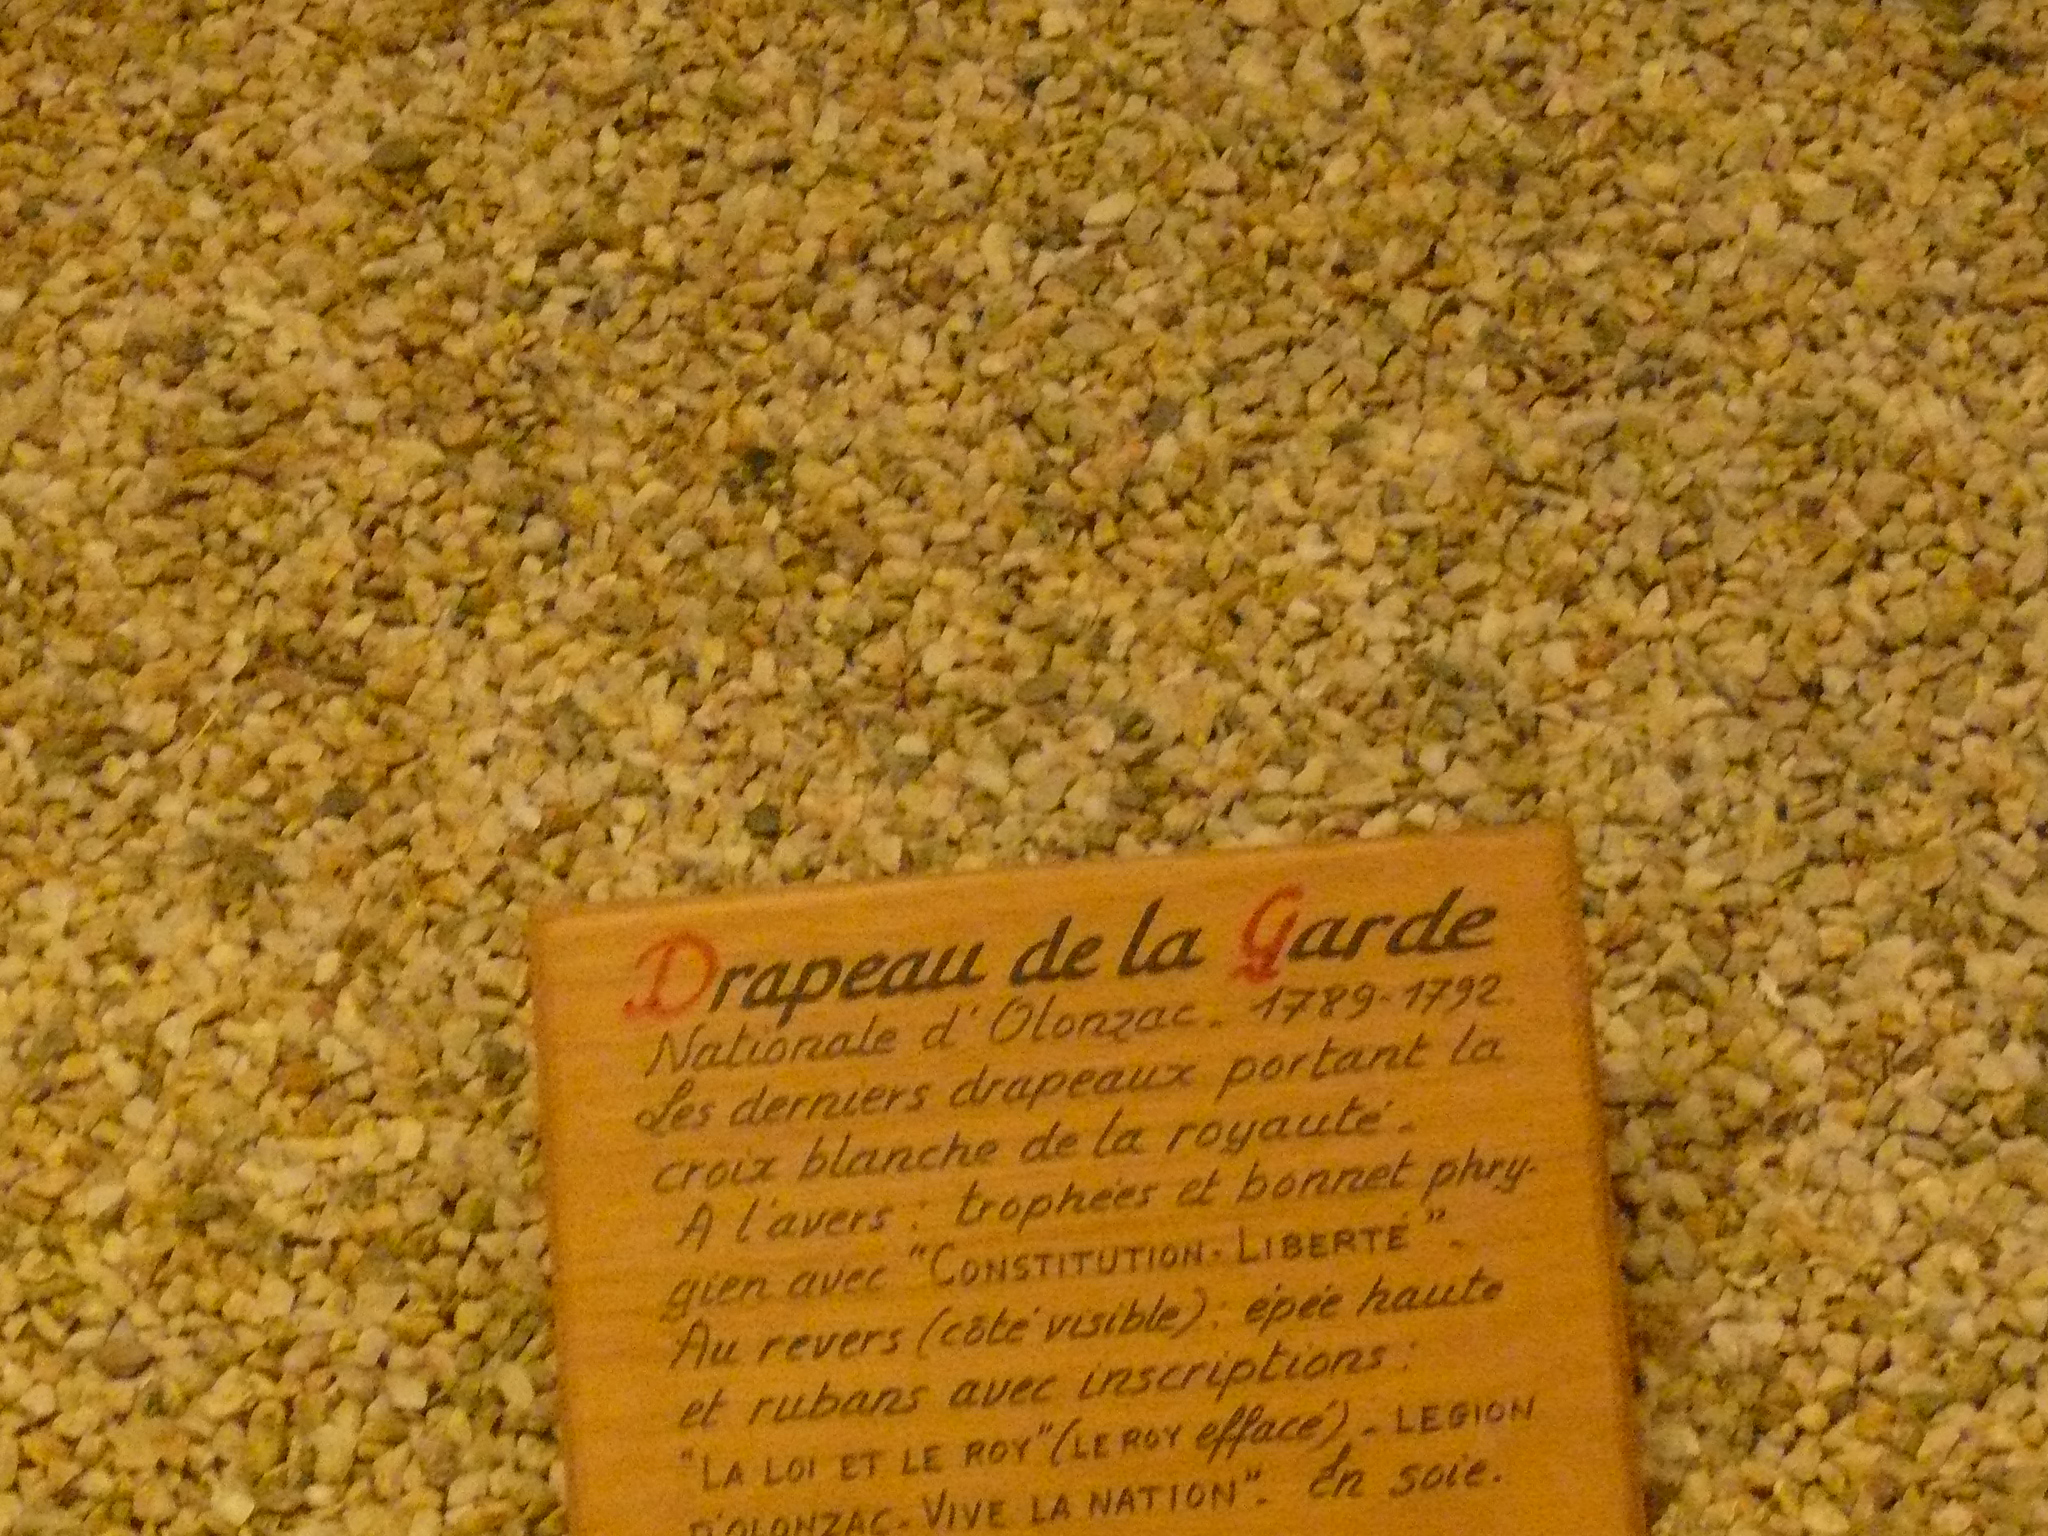 Drapeau de la Garde
Nationale d'Olonzac. 1789-1792.
Les derniers drapeaux portant la
croix blanche de la royauté.
A l'avers : trophées et bonnet phry-
gien avec "CONSTITUTION-LIBERTÉ".
Au revers (côté visible) : épée haute
et rubans avec inscriptions :
"LA LOI ET LE ROY" (LE ROY effacé). LEGION
D'OLONZAC-VIVE LA NATION". En soie.